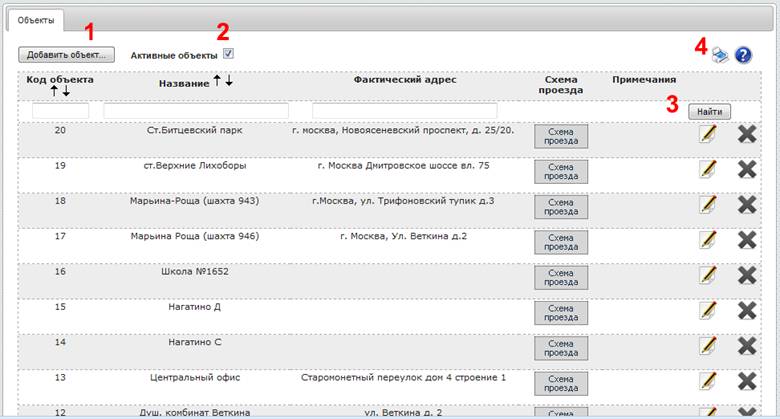 Объекты
1
2
4
Добавить объект...
Активные объекты
?
Код объекта
Название
Фактический адрес
Схема проезда
Примечания
3
Найти
20 Ст.Битцевский парк г. москва, Новоясеневский проспект, д. 25/20. Схема проезда
19 ст.Верхние Лихоборы г. Москва Дмитровское шоссе вл. 75 Схема проезда
18 Марьина-Роща (шахта 943) г.Москва, ул. Трифоновский тупик д.3 Схема проезда
17 Марьина Роща (шахта 946) г. Москва, Ул. Веткина д.2 Схема проезда
16 Школа №1652 Схема проезда
15 Нагатино Д Схема проезда
14 Нагатино С Схема проезда
13 Центральный офис Старомонетный переулок дом 4 строение 1 Схема проезда
12 Душ. комбинат Веткина ул. Веткина д. 2 Схема